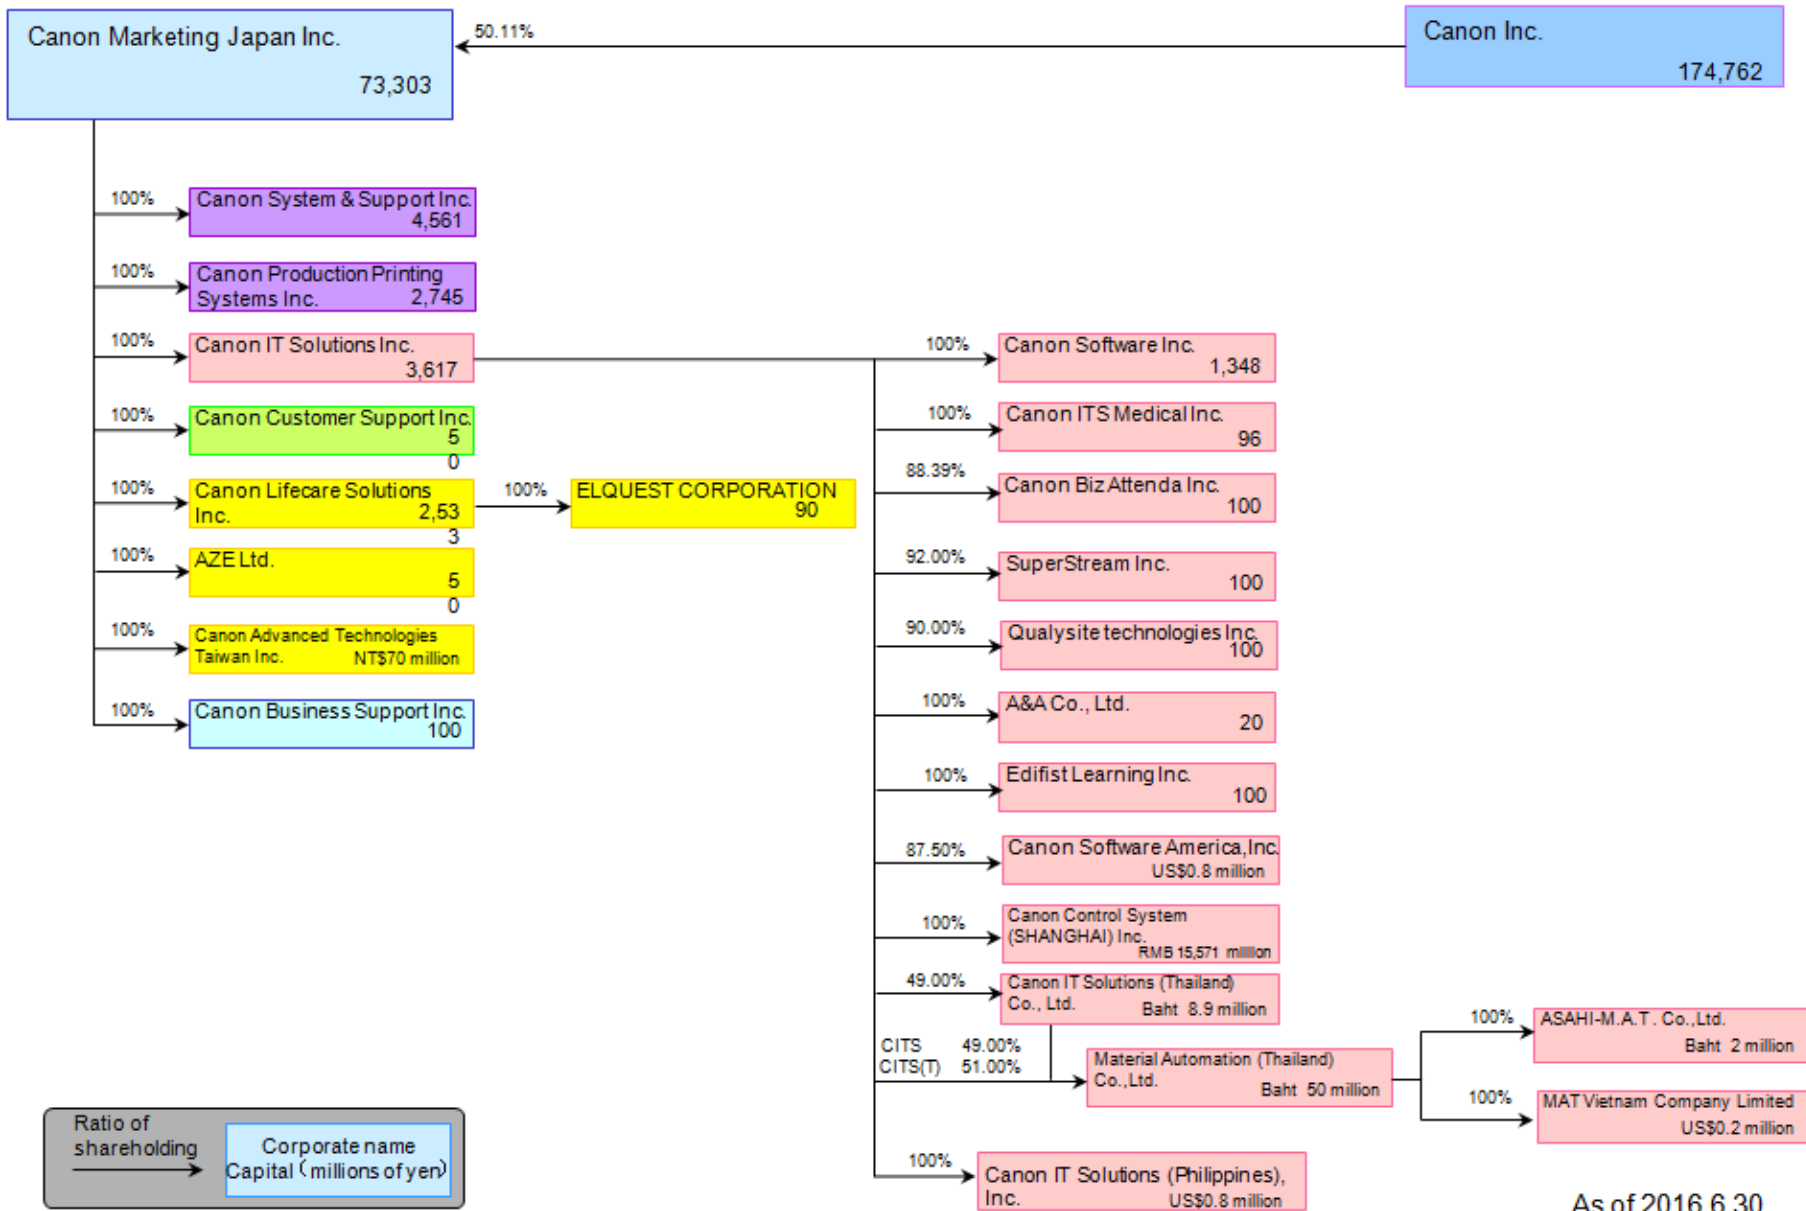 Canon Marketing Japan Inc.
73,303
50.11%
Canon Inc.
174,762
100%
Canon System & Support Inc.
4,561
100%
Canon Production Printing
Systems Inc. 2,745
100%
Canon IT Solutions Inc.
3,617
100%
Canon Customer Support Inc.
5
0
100%
Canon Lifecare Solutions
Inc. 2,53
3
100%
ELQUEST CORPORATION
90
100%
AZE Ltd.
5
0
100%
Canon Advanced Technologies
Taiwan Inc. NT$70 million
100%
Canon Business Support Inc.
100
100%
Canon Software Inc.
1,348
100%
Canon ITS Medical Inc.
96
88.39%
Canon Biz Attenda Inc.
100
92.00%
SuperStream Inc.
100
90.00%
Qualysite technologies Inc.
100
100%
A&A Co., Ltd.
20
100%
Edifist Learning Inc.
100
87.50%
Canon Software America,Inc.
US$0.8 million
100%
Canon Control System
(SHANGHAI) Inc.
RMB 15,571 million
49.00%
Canon IT Solutions (Thailand)
Co., Ltd. Baht 8.9 million
CITS 49.00%
CITS(T) 51.00%
Material Automation (Thailand)
Co.,Ltd. Baht 50 million
100%
ASAHI-M.A.T. Co.,Ltd.
Baht 2 million
100%
MAT Vietnam Company Limited
US$0.2 million
100%
Canon IT Solutions (Philippines),
Inc. US$0.8 million
Ratio of
shareholding
Corporate name
Capital (millions of yen)
As of 2016.6.30